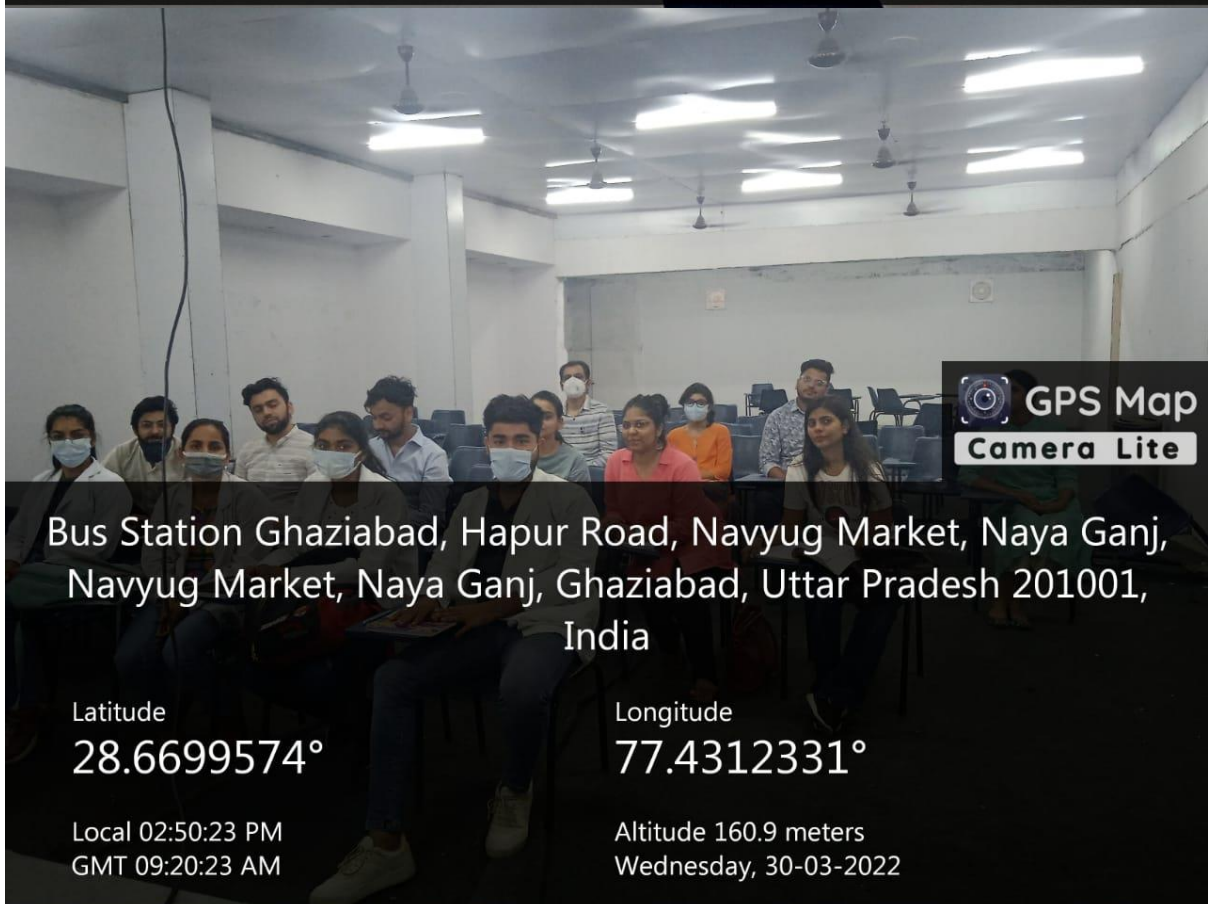 GPS Map
Camera Lite
Bus Station Ghaziabad, Hapur Road, Navyug Market, Naya Ganj,
Navyug Market, Naya Ganj, Ghaziabad, Uttar Pradesh 201001,
India
Latitude
28.6699574°
Longitude
77.4312331°
Local 02:50:23 PM
GMT 09:20:23 AM
Altitude 160.9 meters
Wednesday, 30-03-2022